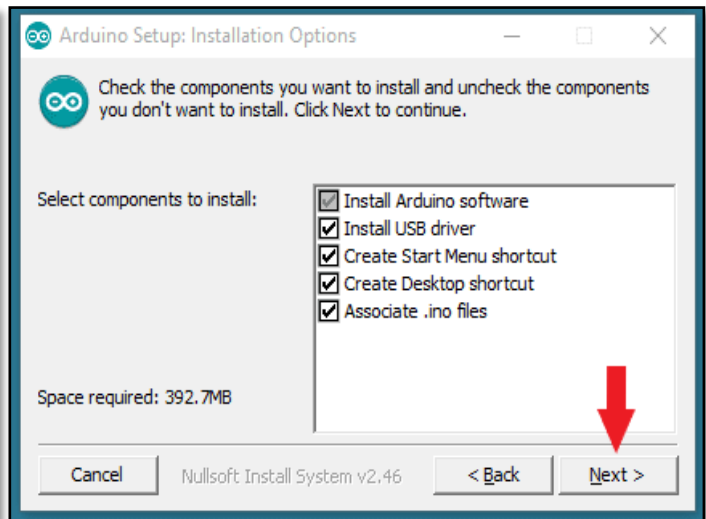 Arduino Setup: Installation Options
Check the components you want to install and uncheck the components
you don't want to install. Click Next to continue.
Select components to install:
Install Arduino software
Install USB driver
Create Start Menu shortcut
Create Desktop shortcut
Associate .ino files
Space required: 392.7MB
Cancel
Nullsoft Install System v2.46
< Back
Next >